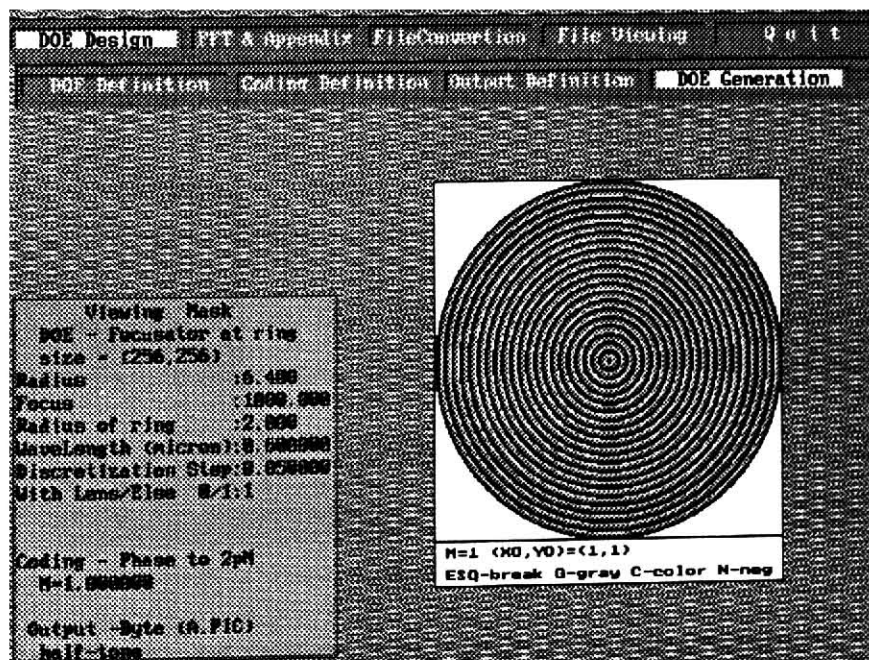 DOE Design FFT & Appendix FileConvertion File Viewing Quit
DOE Definition Coding Definition Output Definition DOE Generation
Viewing Mask
DOE - Focusator at ring
size - (256,256)
Radius :6.400
Focus :1000.000
Radius of ring :2.000
WaveLength (micron):
Discretization Step:0.050000
With Lens/Else 0/1:1
Coding - Phase to 2pM
M=1.000000
Output -Byte (A.PIC)
half-tone
M=1 (X0,Y0)=(1,1)
ESQ-break G-gray C-color N-neg